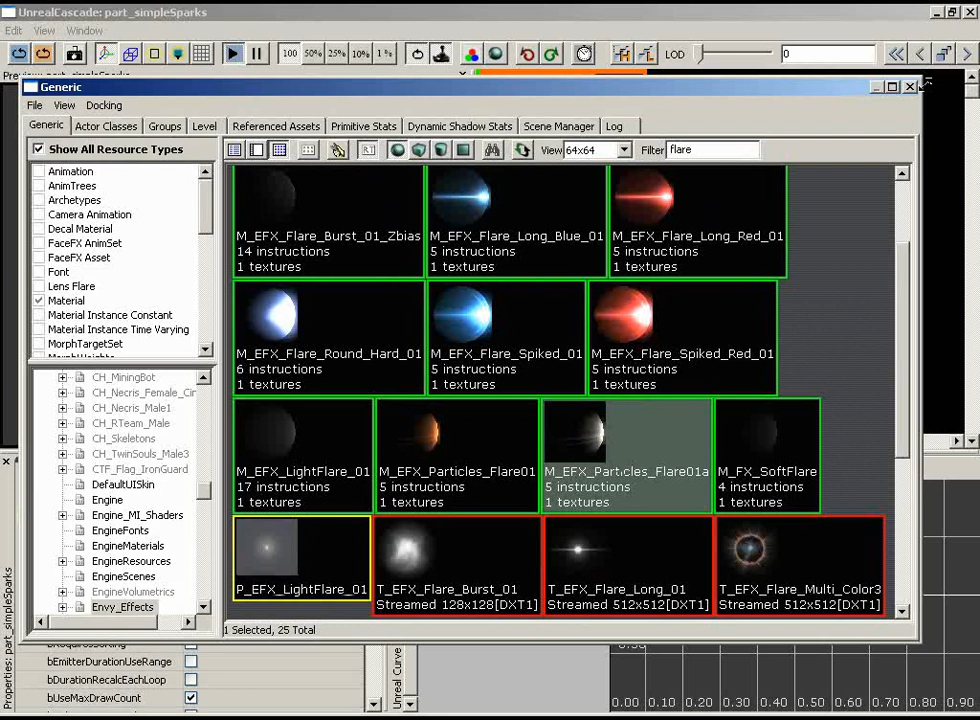 UnrealCascade: part_simpleSparks
Edit View Window
100 50% 25% 10% 1% LOD 0
Generic
File View Docking
Generic Actor Classes Groups Level Referenced Assets Primitive Stats Dynamic Shadow Stats Scene Manager Log
Show All Resource Types
View 64x64 Filter flare
Animation
AnimTrees
Archetypes
Camera Animation
Decal Material
FaceFX AnimSet
FaceFX Asset
Font
Lens Flare
Material
Material Instance Constant
Material Instance Time Varying
MorphTargetSet
CH_MiningBot
CH_Necris_Female_Cin
CH_Necris_Male1
CH_RTeam_Male
CH_Skeletons
CH_TwinSouls_Male3
CTF_Flag_IronGuard
DefaultUISkin
Engine
Engine_MI_Shaders
EngineFonts
EngineMaterials
EngineResources
EngineScenes
EngineVolumetrics
Envy_Effects
M_EFX_Flare_Burst_01_Zbias
14 instructions
1 textures
M_EFX_Flare_Long_Blue_01
5 instructions
1 textures
M_EFX_Flare_Long_Red_01
5 instructions
1 textures
M_EFX_Flare_Round_Hard_01
6 instructions
1 textures
M_EFX_Flare_Spiked_01
5 instructions
1 textures
M_EFX_Flare_Spiked_Red_01
5 instructions
1 textures
M_EFX_LightFlare_01
17 instructions
1 textures
M_EFX_Particles_Flare01
5 instructions
1 textures
M_EFX_Particles_Flare01a
5 instructions
1 textures
M_FX_SoftFlare
4 instructions
1 textures
P_EFX_LightFlare_01
T_EFX_Flare_Burst_01
Streamed 128x128[DXT1]
T_EFX_Flare_Long_01
Streamed 512x512[DXT1]
T_EFX_Flare_Multi_Color3
Streamed 512x512[DXT1]
1 Selected, 25 Total
Properties: part_simpleSparks
bEmitterDurationUseRange
bDurationRecalcEachLoop
bUseMaxDrawCount
Unreal Curve
0.00 0.10 0.20 0.30 0.40 0.50 0.60 0.70 0.80 0.90